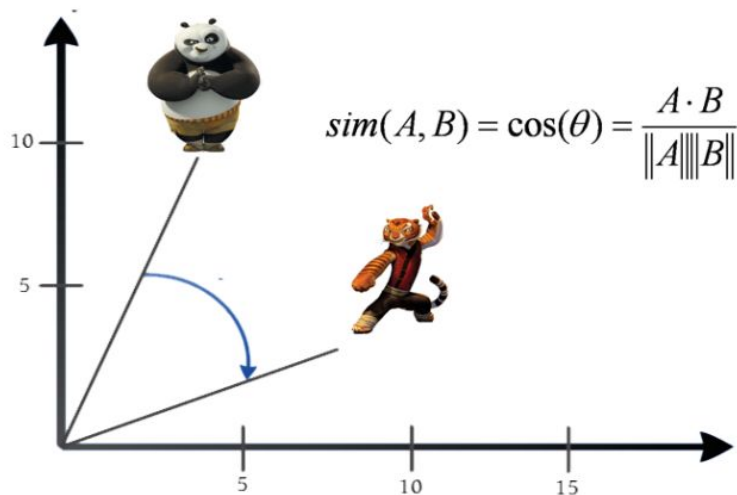 10
sim(A, B) = cos(θ) = A · B / ‖A‖‖B‖
5
5 10 15